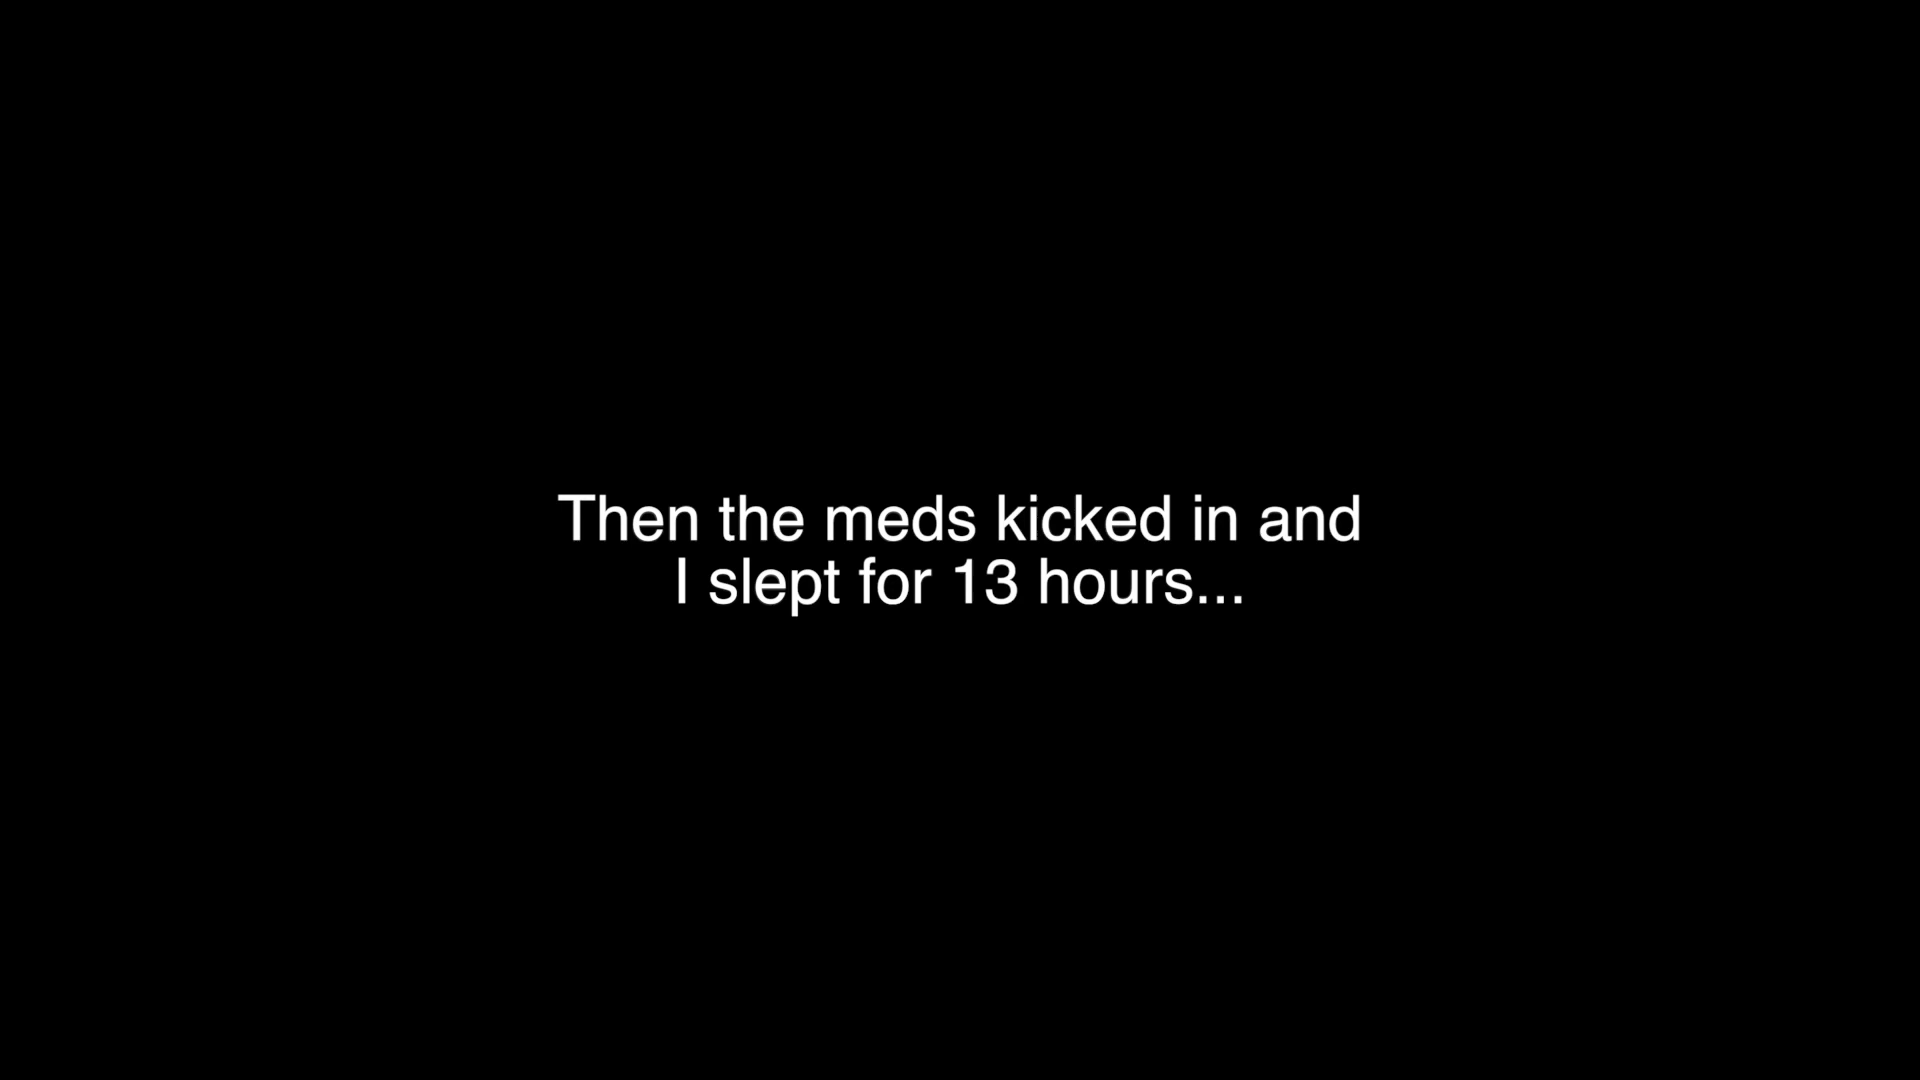 Then the meds kicked in and
I slept for 13 hours...